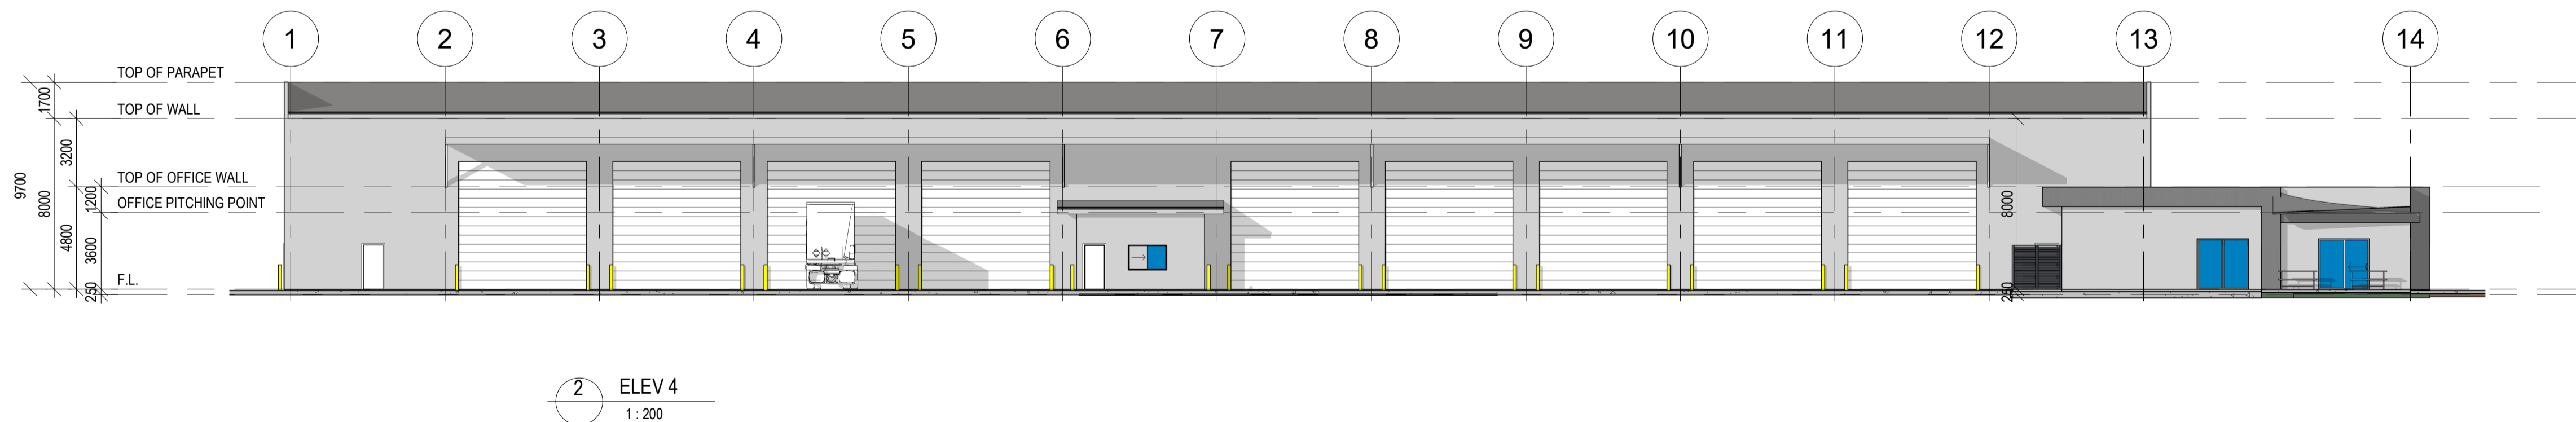 1 2 3 4 5 6 7 8 9 10 11 12 13 14
TOP OF PARAPET
1700
TOP OF WALL
3200
TOP OF OFFICE WALL
1200
OFFICE PITCHING POINT
9700
8000
4800
3600
F.L.
250
8000
250
2 ELEV 4
1 : 200